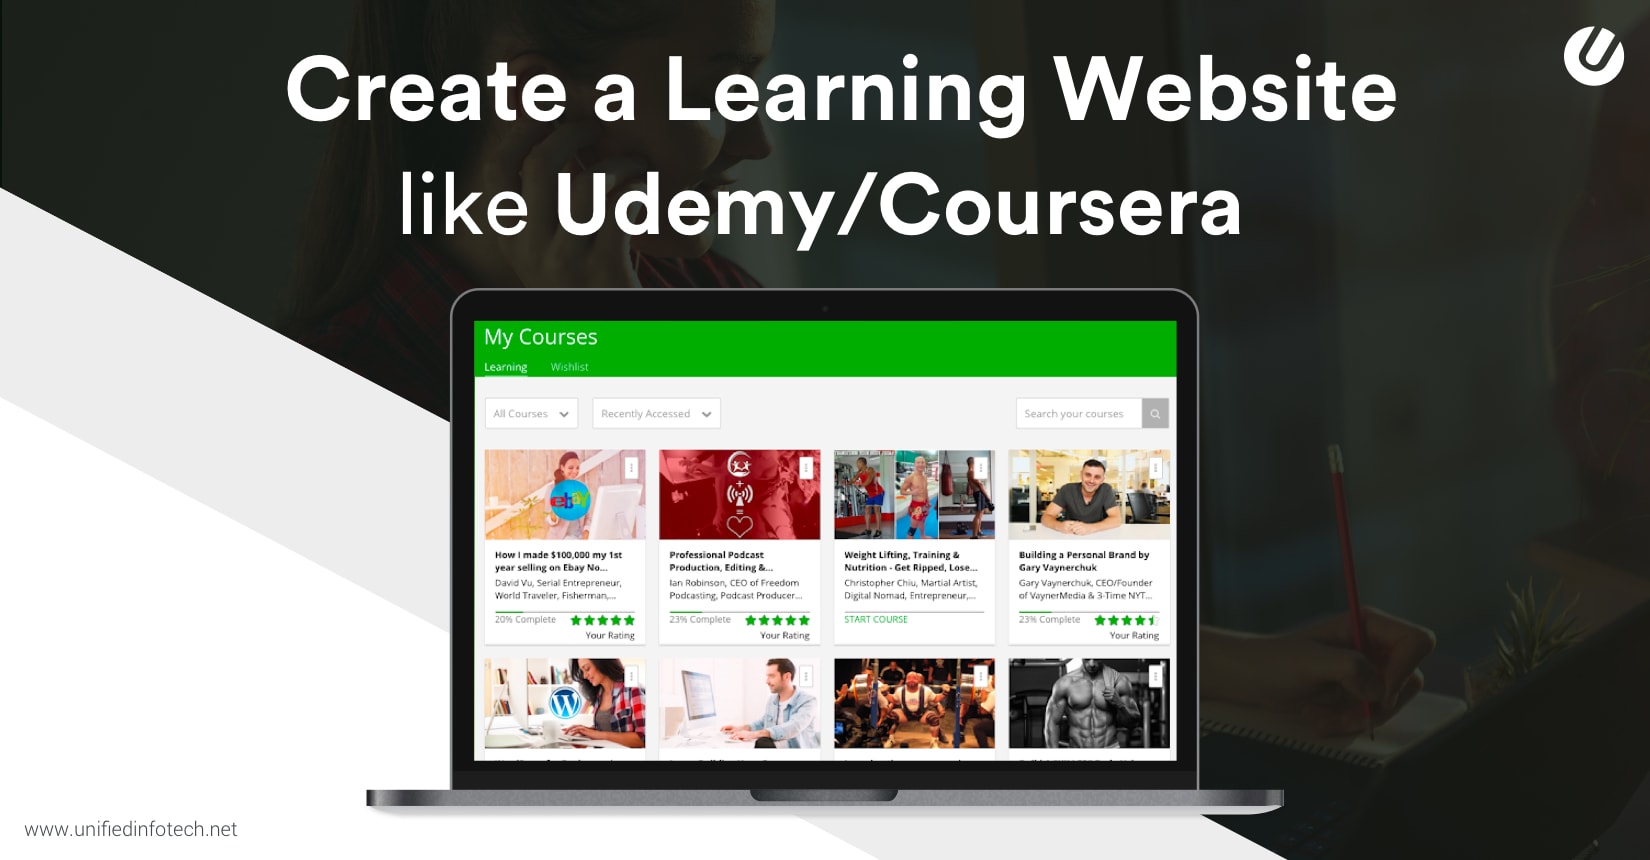 Create a Learning Website
like Udemy/Coursera
My Courses
Learning Wishlist
All Courses Recently Accessed Search your courses
ebay
How I made $100,000 my 1st
year selling on Ebay No...
David Vu, Serial Entrepreneur,
World Traveler, Fisherman,...
20% Complete
Your Rating
Professional Podcast
Production, Editing &...
Ian Robinson, CEO of Freedom
Podcasting, Podcast Producer...
23% Complete
Your Rating
Weight Lifting, Training &
Nutrition - Get Ripped, Lose...
Christopher Chiu, Martial Artist,
Digital Nomad, Entrepreneur,...
START COURSE
Building a Personal Brand by
Gary Vaynerchuk
Gary Vaynerchuk, CEO/Founder
of VaynerMedia & 3-Time NYT...
23% Complete
Your Rating
www.unifiedinfotech.net